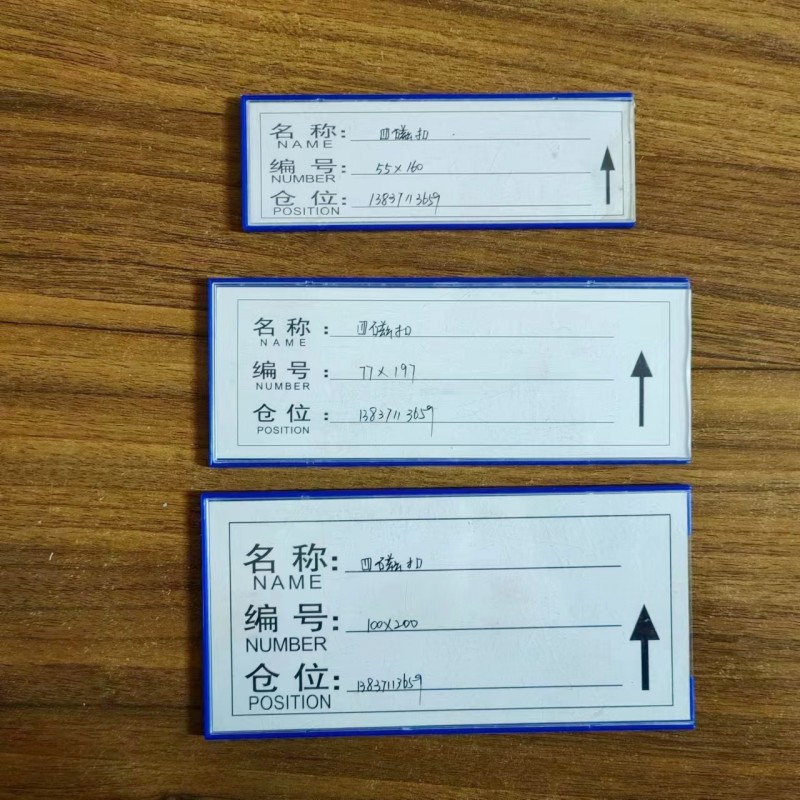 名称： 四磁扣
NAME
编号： 55×160
NUMBER
仓位： 13837113659
POSITION
名称： 四磁扣
NAME
编号： 77×197
NUMBER
仓位： 13837113659
POSITION
名称： 四磁扣
NAME
编号： 100×200
NUMBER
仓位： 13837113659
POSITION